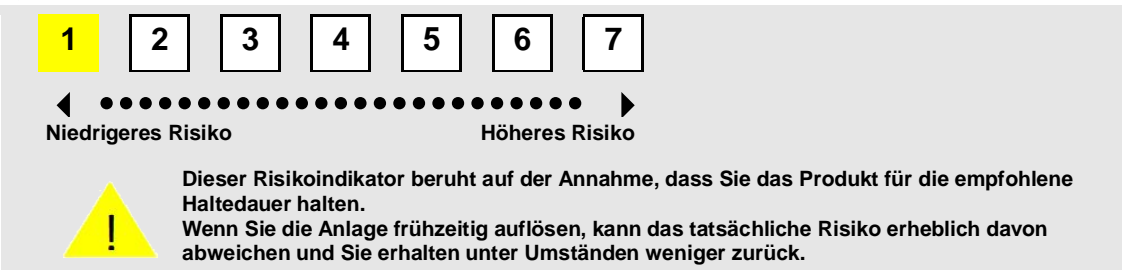 1 2 3 4 5 6 7
Niedrigeres Risiko Höheres Risiko
Dieser Risikoindikator beruht auf der Annahme, dass Sie das Produkt für die empfohlene
Haltedauer halten.
Wenn Sie die Anlage frühzeitig auflösen, kann das tatsächliche Risiko erheblich davon
abweichen und Sie erhalten unter Umständen weniger zurück.
!